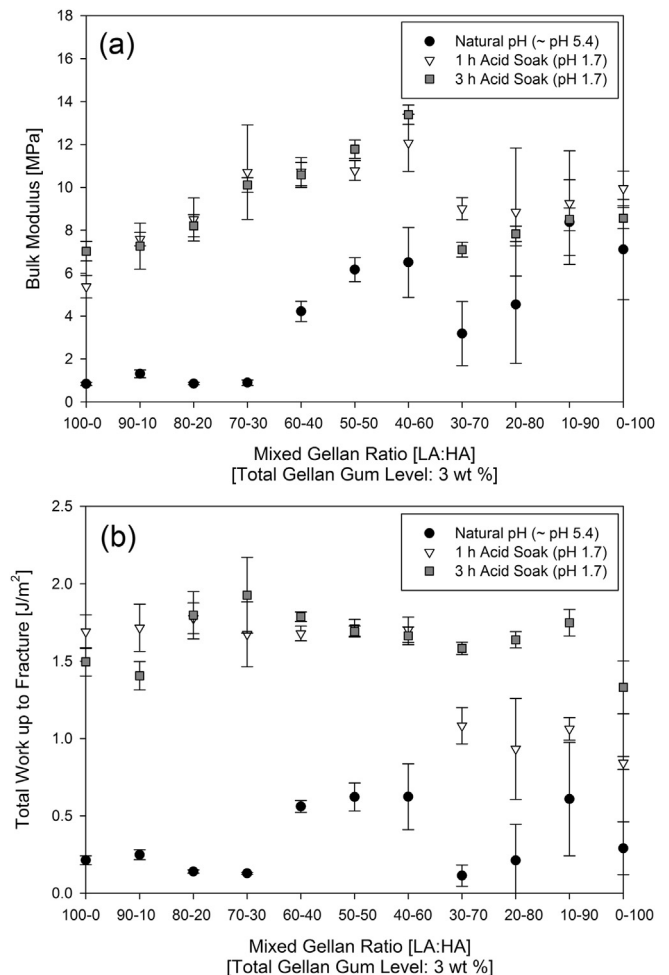 (a)
Natural pH (~ pH 5.4)
1 h Acid Soak (pH 1.7)
3 h Acid Soak (pH 1.7)
Bulk Modulus [MPa]
18
16
14
12
10
8
6
4
2
0
100-0 90-10 80-20 70-30 60-40 50-50 40-60 30-70 20-80 10-90 0-100
Mixed Gellan Ratio [LA:HA]
[Total Gellan Gum Level: 3 wt %]
(b)
Natural pH (~ pH 5.4)
1 h Acid Soak (pH 1.7)
3 h Acid Soak (pH 1.7)
Total Work up to Fracture [J/m²]
2.5
2.0
1.5
1.0
0.5
0.0
100-0 90-10 80-20 70-30 60-40 50-50 40-60 30-70 20-80 10-90 0-100
Mixed Gellan Ratio [LA:HA]
[Total Gellan Gum Level: 3 wt %]